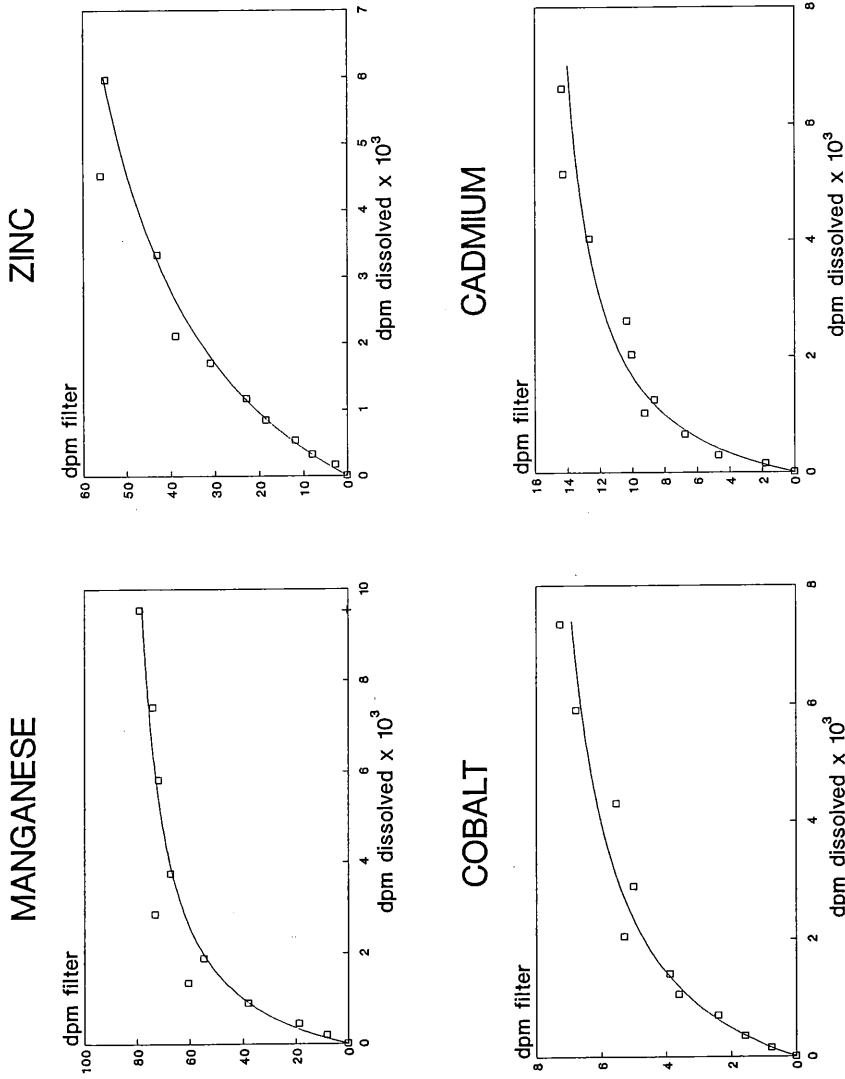 MANGANESE
dpm filter
100
80
60
40
20
0
0 2 4 6 8 10
dpm dissolved x 10³
ZINC
dpm filter
60
50
40
30
20
10
0
0 1 2 3 4 5 6 7
dpm dissolved x 10³
COBALT
dpm filter
8
6
4
2
0
0 2 4 6 8
dpm dissolved x 10³
CADMIUM
dpm filter
16
14
12
10
8
6
4
2
0
0 2 4 6 8
dpm dissolved x 10³